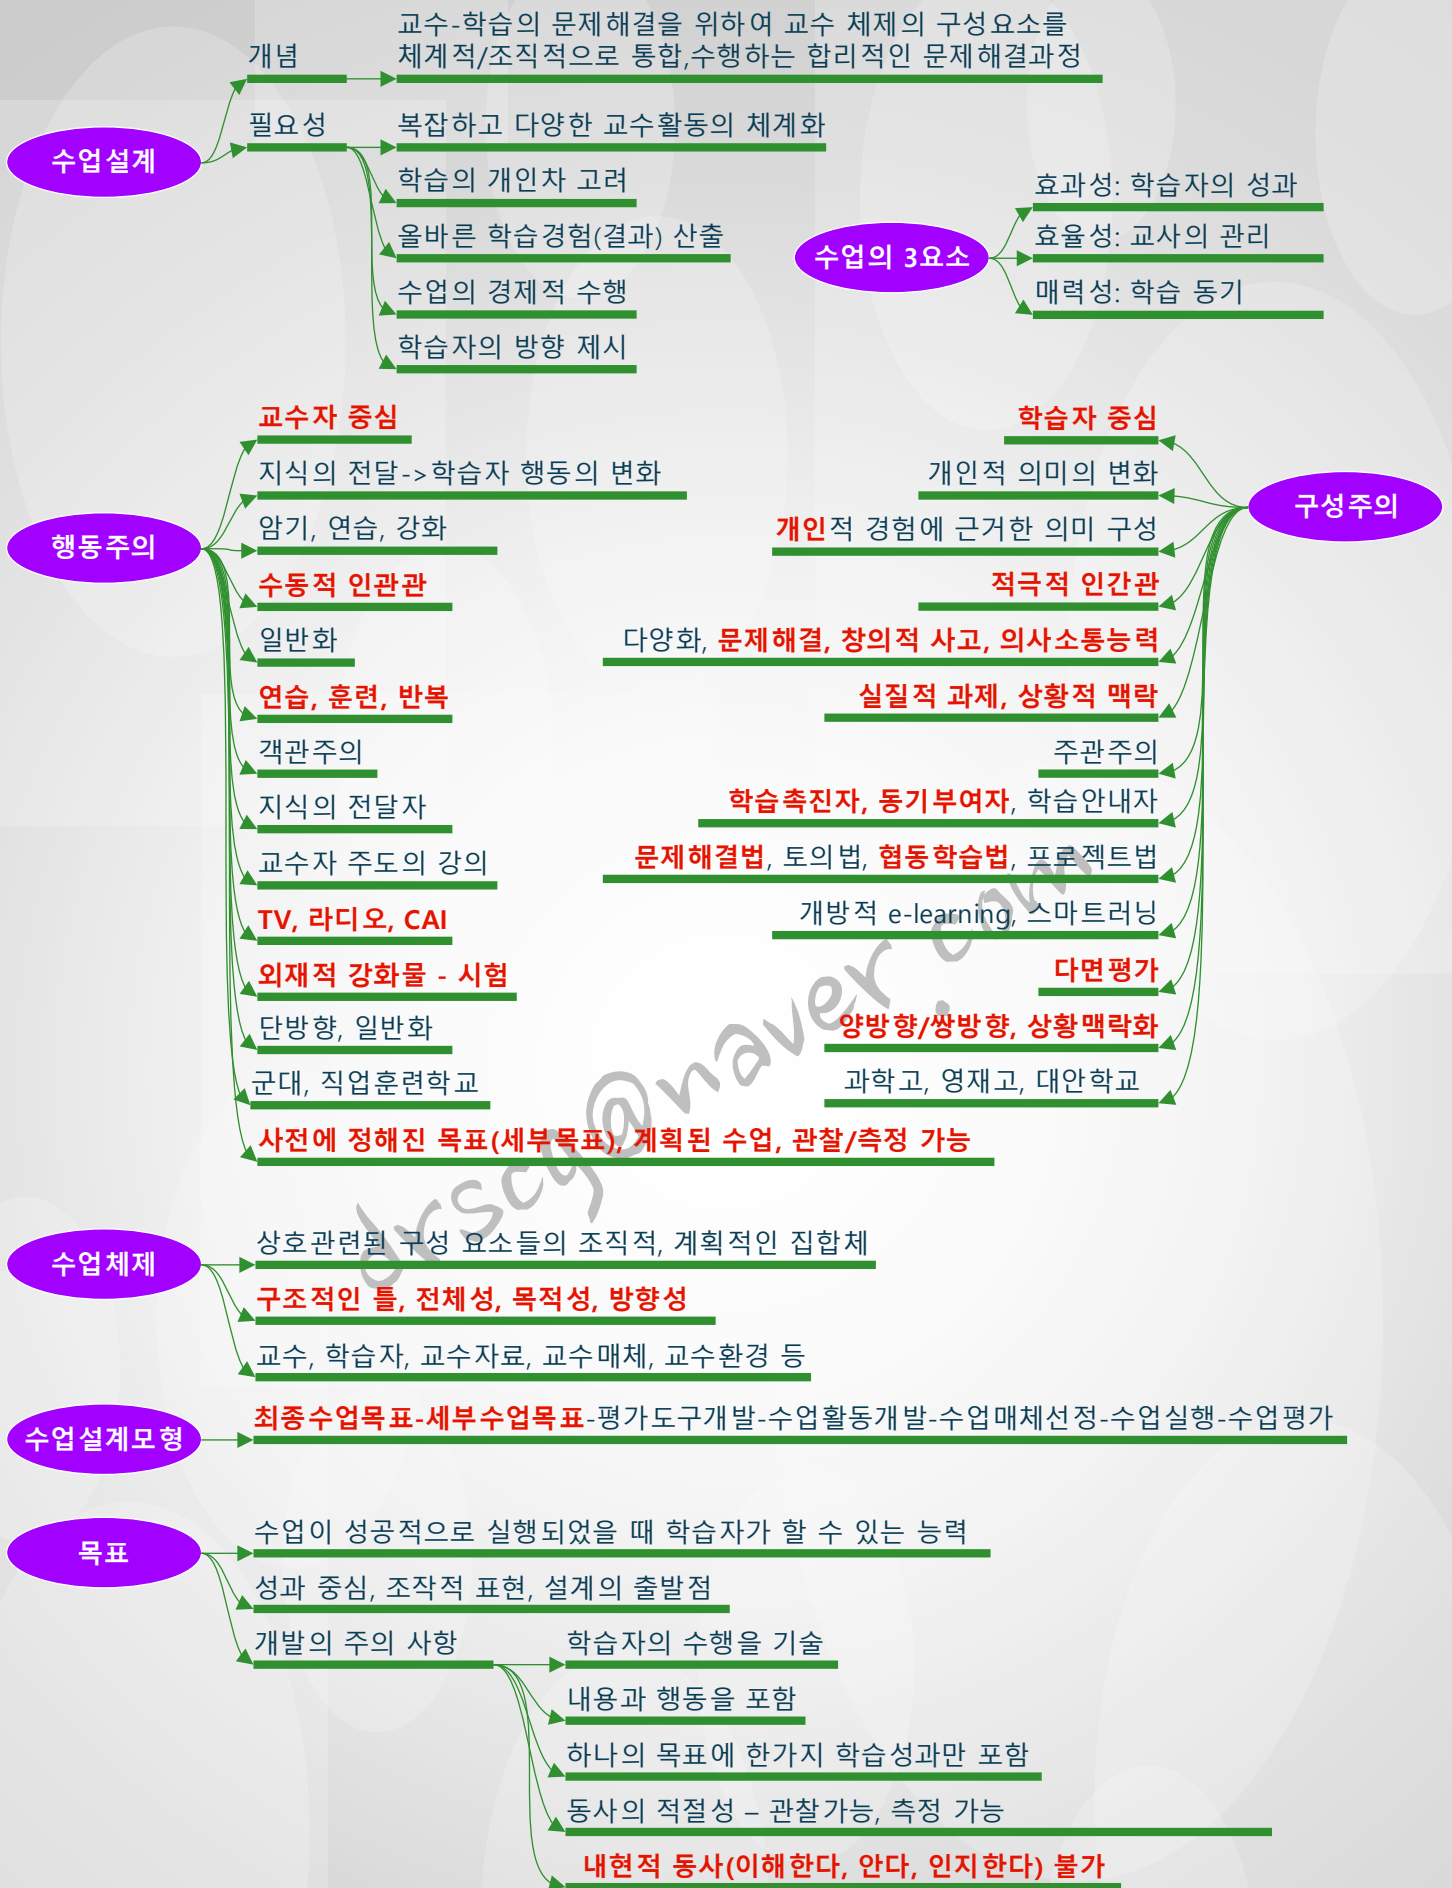 교수-학습의 문제해결을 위하여 교수 체제의 구성요소를
개념
체계적/조직적으로 통합,수행하는 합리적인 문제해결과정
필요성
복잡하고 다양한 교수활동의 체계화
수업설계
학습의 개인차 고려
올바른 학습경험(결과) 산출
수업의 경제적 수행
학습자의 방향 제시
수업의 3요소
효과성: 학습자의 성과
효율성: 교사의 관리
매력성: 학습 동기
행동주의
교수자 중심
지식의 전달->학습자 행동의 변화
암기, 연습, 강화
수동적 인관관
일반화
연습, 훈련, 반복
객관주의
지식의 전달자
교수자 주도의 강의
TV, 라디오, CAI
외재적 강화물 - 시험
단방향, 일반화
군대, 직업훈련학교
사전에 정해진 목표(세부목표), 계획된 수업, 관찰/측정 가능
구성주의
학습자 중심
개인적 의미의 변화
개인적 경험에 근거한 의미 구성
적극적 인간관
다양화, 문제해결, 창의적 사고, 의사소통능력
실질적 과제, 상황적 맥락
주관주의
학습촉진자, 동기부여자, 학습안내자
문제해결법, 토의법, 협동학습법, 프로젝트법
개방적 e-learning, 스마트러닝
다면평가
양방향/쌍방향, 상황맥락화
과학고, 영재고, 대안학교
drscg@naver.com
수업체제
상호관련된 구성 요소들의 조직적, 계획적인 집합체
구조적인 틀, 전체성, 목적성, 방향성
교수, 학습자, 교수자료, 교수매체, 교수환경 등
수업설계모형
최종수업목표-세부수업목표-평가도구개발-수업활동개발-수업매체선정-수업실행-수업평가
목표
수업이 성공적으로 실행되었을 때 학습자가 할 수 있는 능력
성과 중심, 조작적 표현, 설계의 출발점
개발의 주의 사항
학습자의 수행을 기술
내용과 행동을 포함
하나의 목표에 한가지 학습성과만 포함
동사의 적절성 – 관찰가능, 측정 가능
내현적 동사(이해한다, 안다, 인지한다) 불가